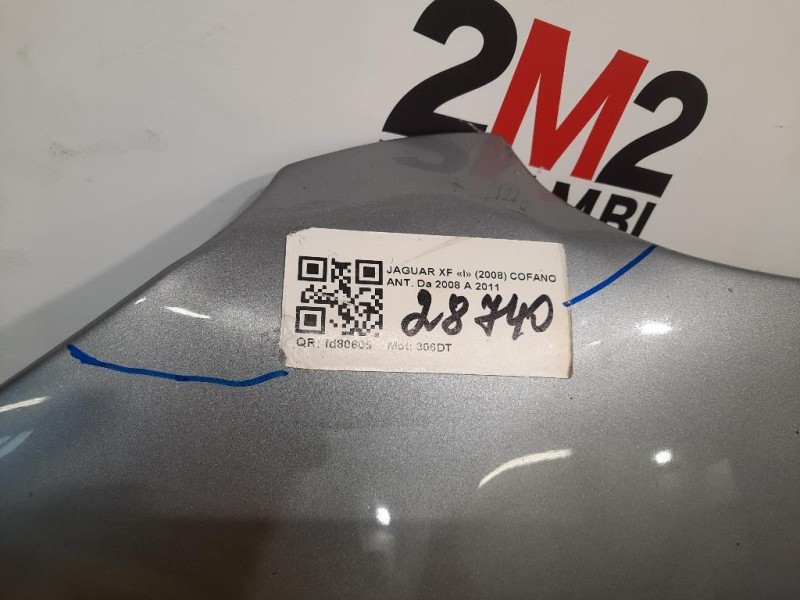 2M2
JAGUAR XF «I» (2008) COFANO
ANT. Da 2008 A 2011
28740
QR: fd80605 Mot: 306DT